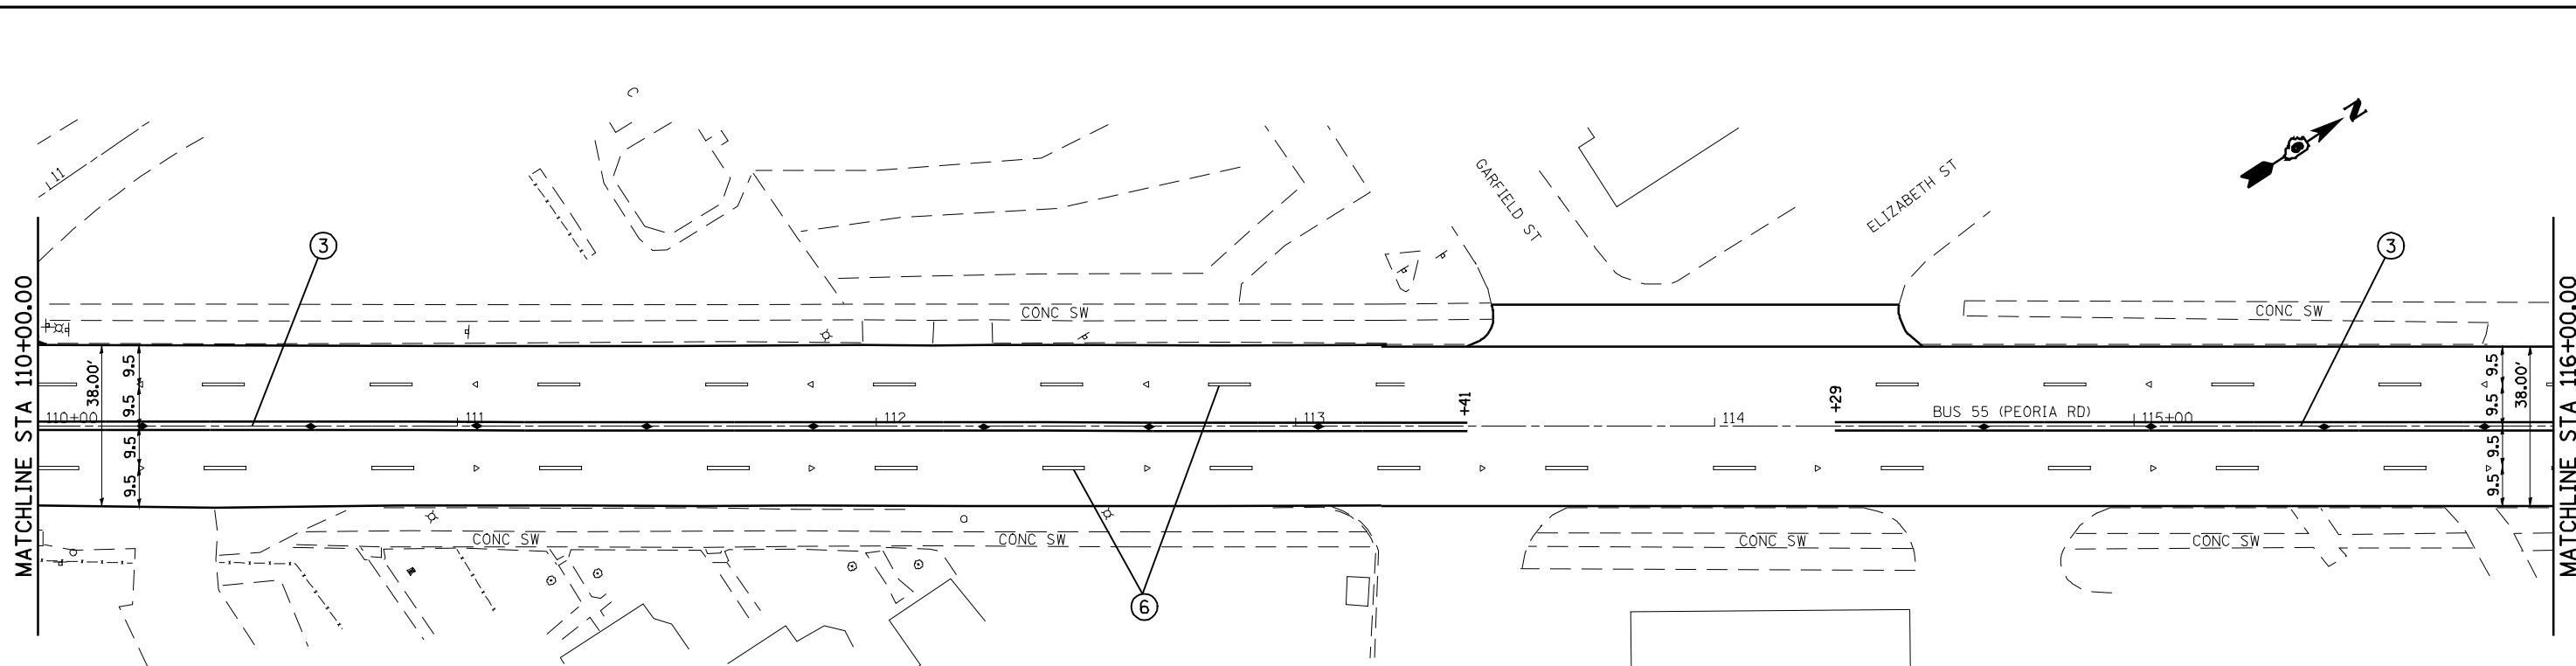 C
N
11
GARFIELD ST
ELIZABETH ST
3
3
MATCHLINE STA 110+00.00
MATCHLINE STA 116+00.00
CONC SW
CONC SW
38.00'
9.5
9.5
9.5
9.5
110+00
111
112
113
+41
114
+29
BUS 55 (PEORIA RD)
115+00
9.5
9.5
9.5
9.5
38.00'
CONC SW
CONC SW
CONC SW
CONC SW
6